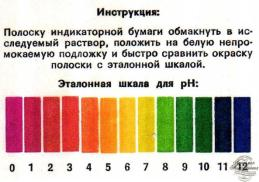 Инструкция:
Полоску индикаторной бумаги обмакнуть в ис-
следуемый раствор, положить на белую непро-
мокаемую подложку и быстро сравнить окраску
полоски с эталонной шкалой.
Эталонная шкала для pH:
0 1 2 3 4 5 6 7 8 9 10 11 12